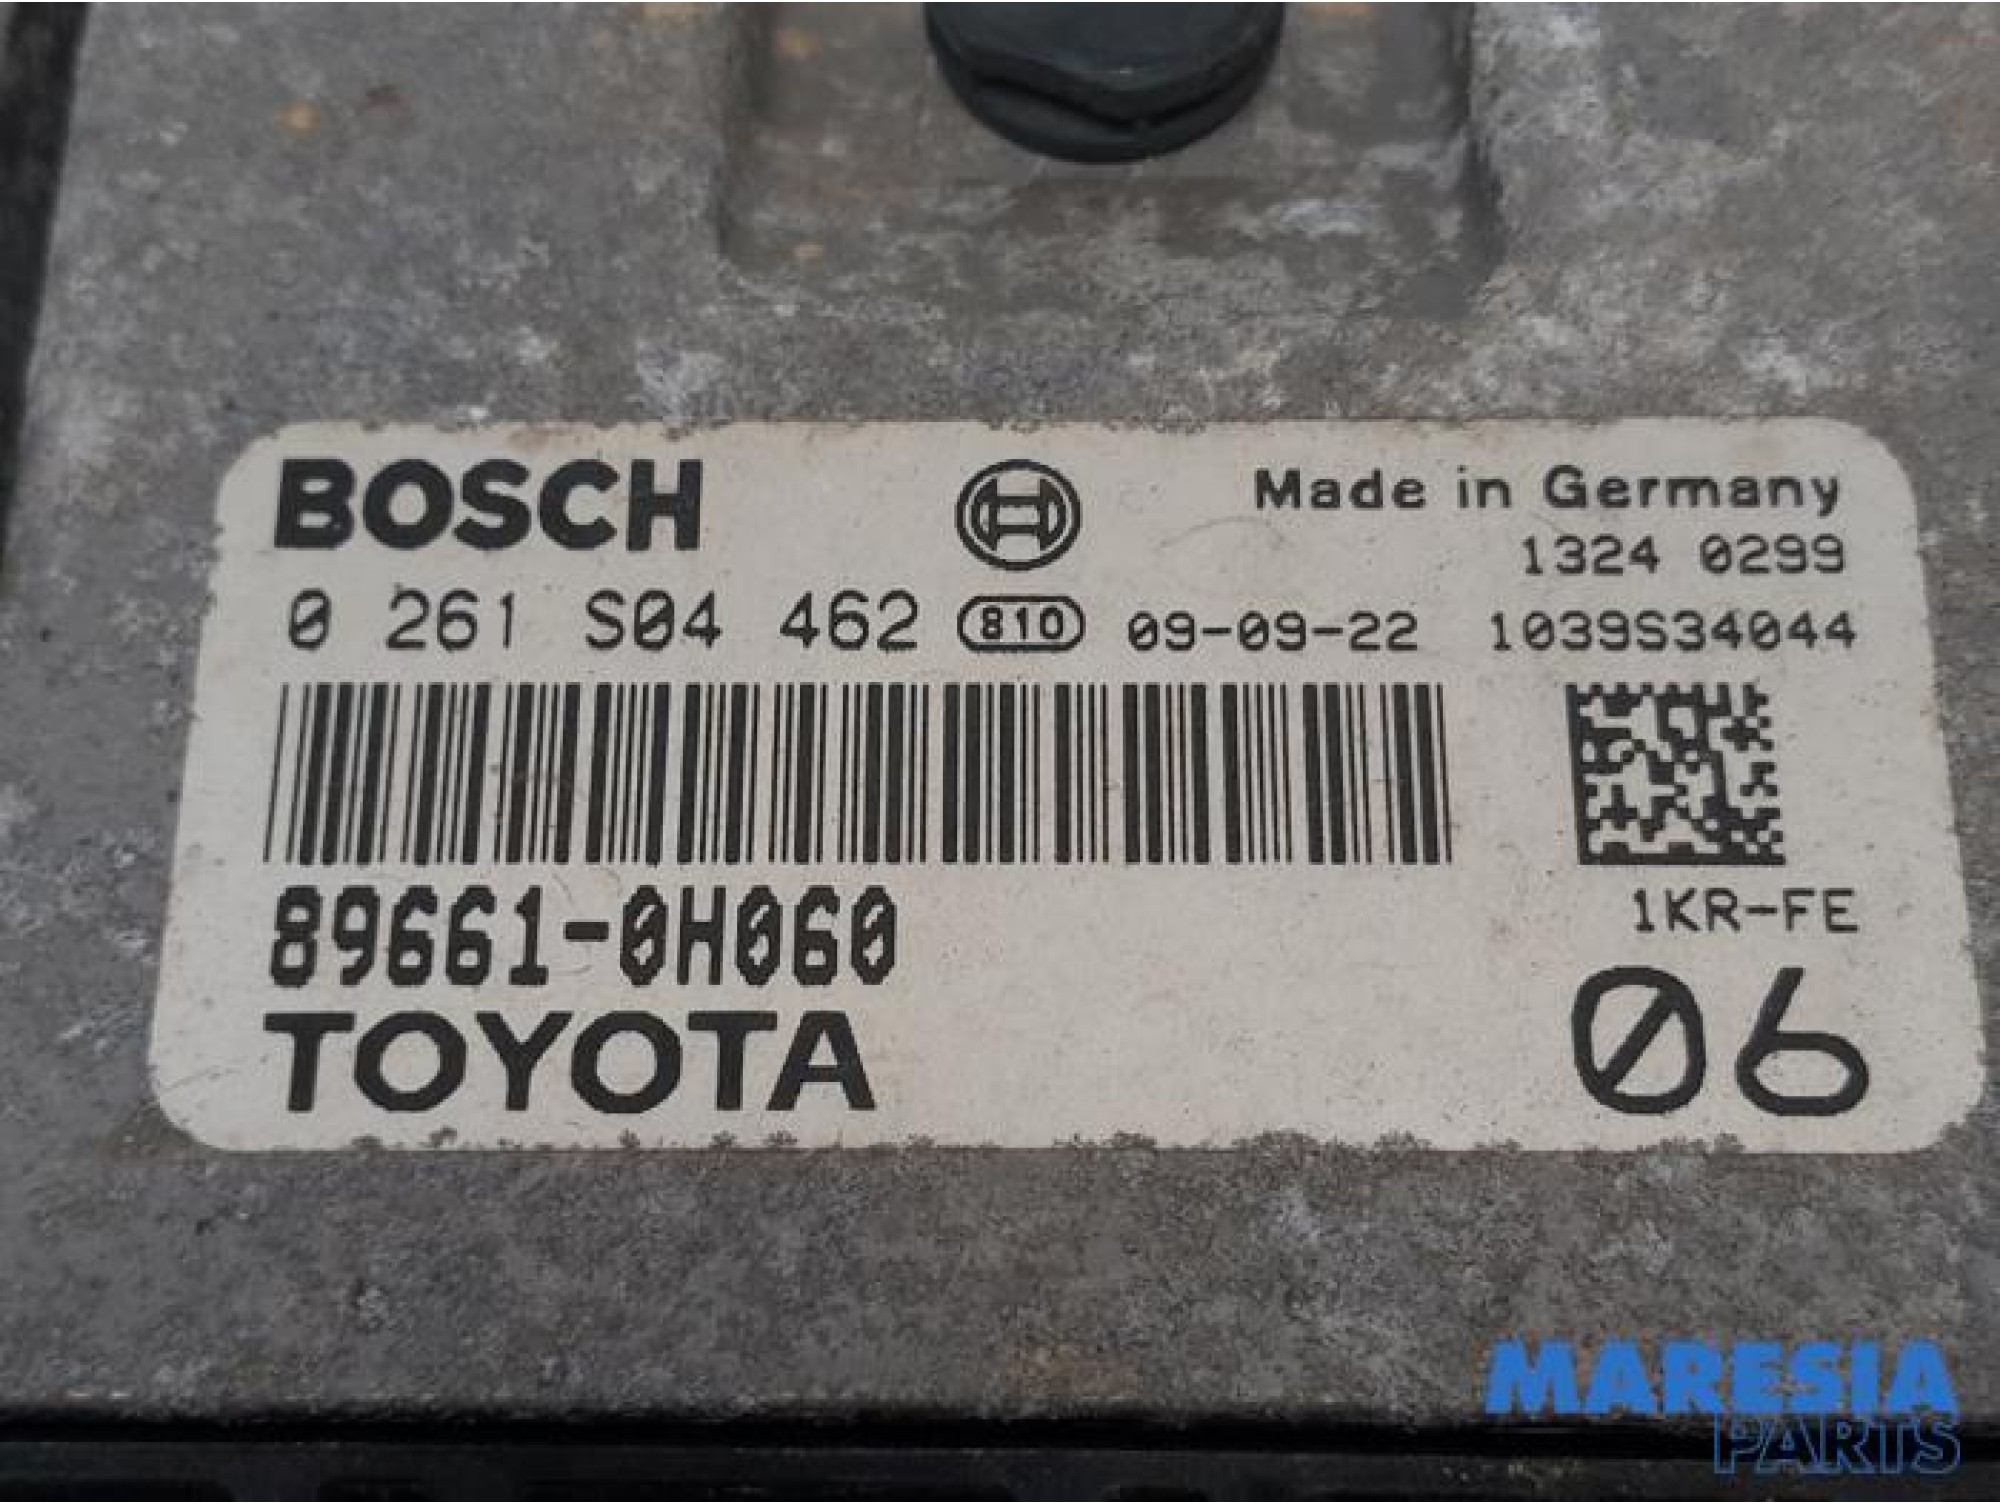 BOSCH
Made in Germany
1324 0299
0 261 S04 462 810 09-09-22 1039S34044
89661-0H060
1KR-FE
TOYOTA
06
MARESIA
PARTS